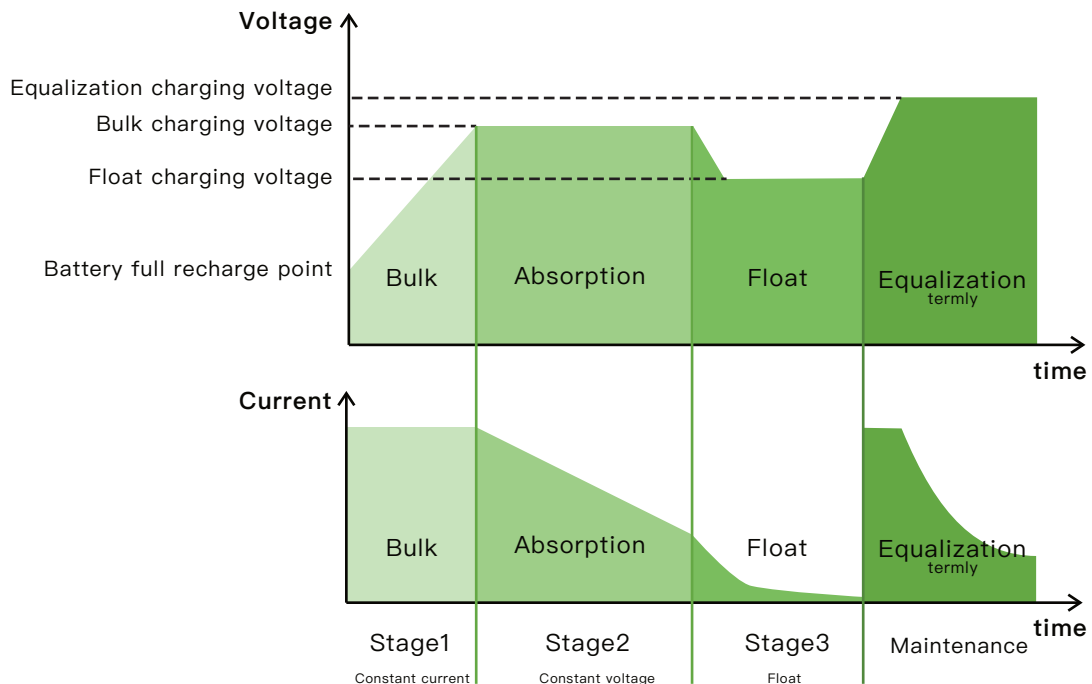 Voltage
Equalization charging voltage
Bulk charging voltage
Float charging voltage
Battery full recharge point
Bulk
Absorption
Float
Equalization
termly
time
Current
Bulk
Absorption
Float
Equalization
termly
time
Stage1
Stage2
Stage3
Maintenance
Constant current
Constant voltage
Float